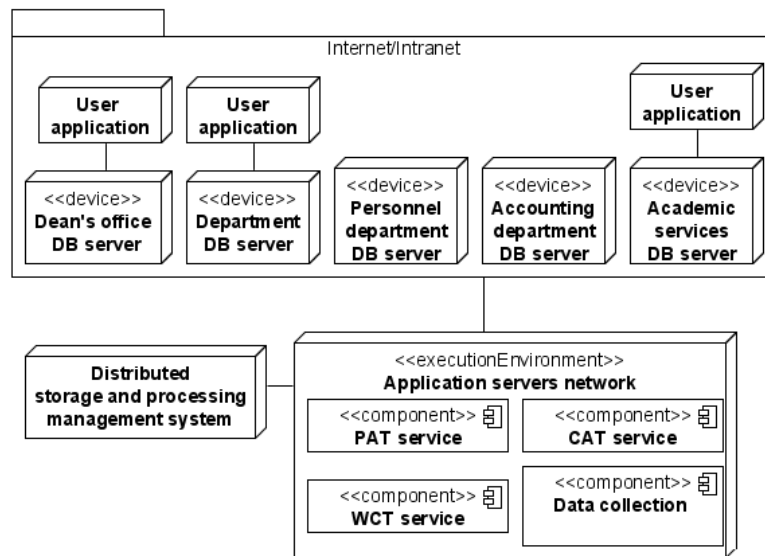 Internet/Intranet
User
application
User
application
User
application
<<device>>
Dean's office
DB server
<<device>>
Department
DB server
<<device>>
Personnel
department
DB server
<<device>>
Accounting
department
DB server
<<device>>
Academic
services
DB server
Distributed
storage and processing
management system
<<executionEnvironment>>
Application servers network
<<component>>
PAT service
<<component>>
CAT service
<<component>>
WCT service
<<component>>
Data collection